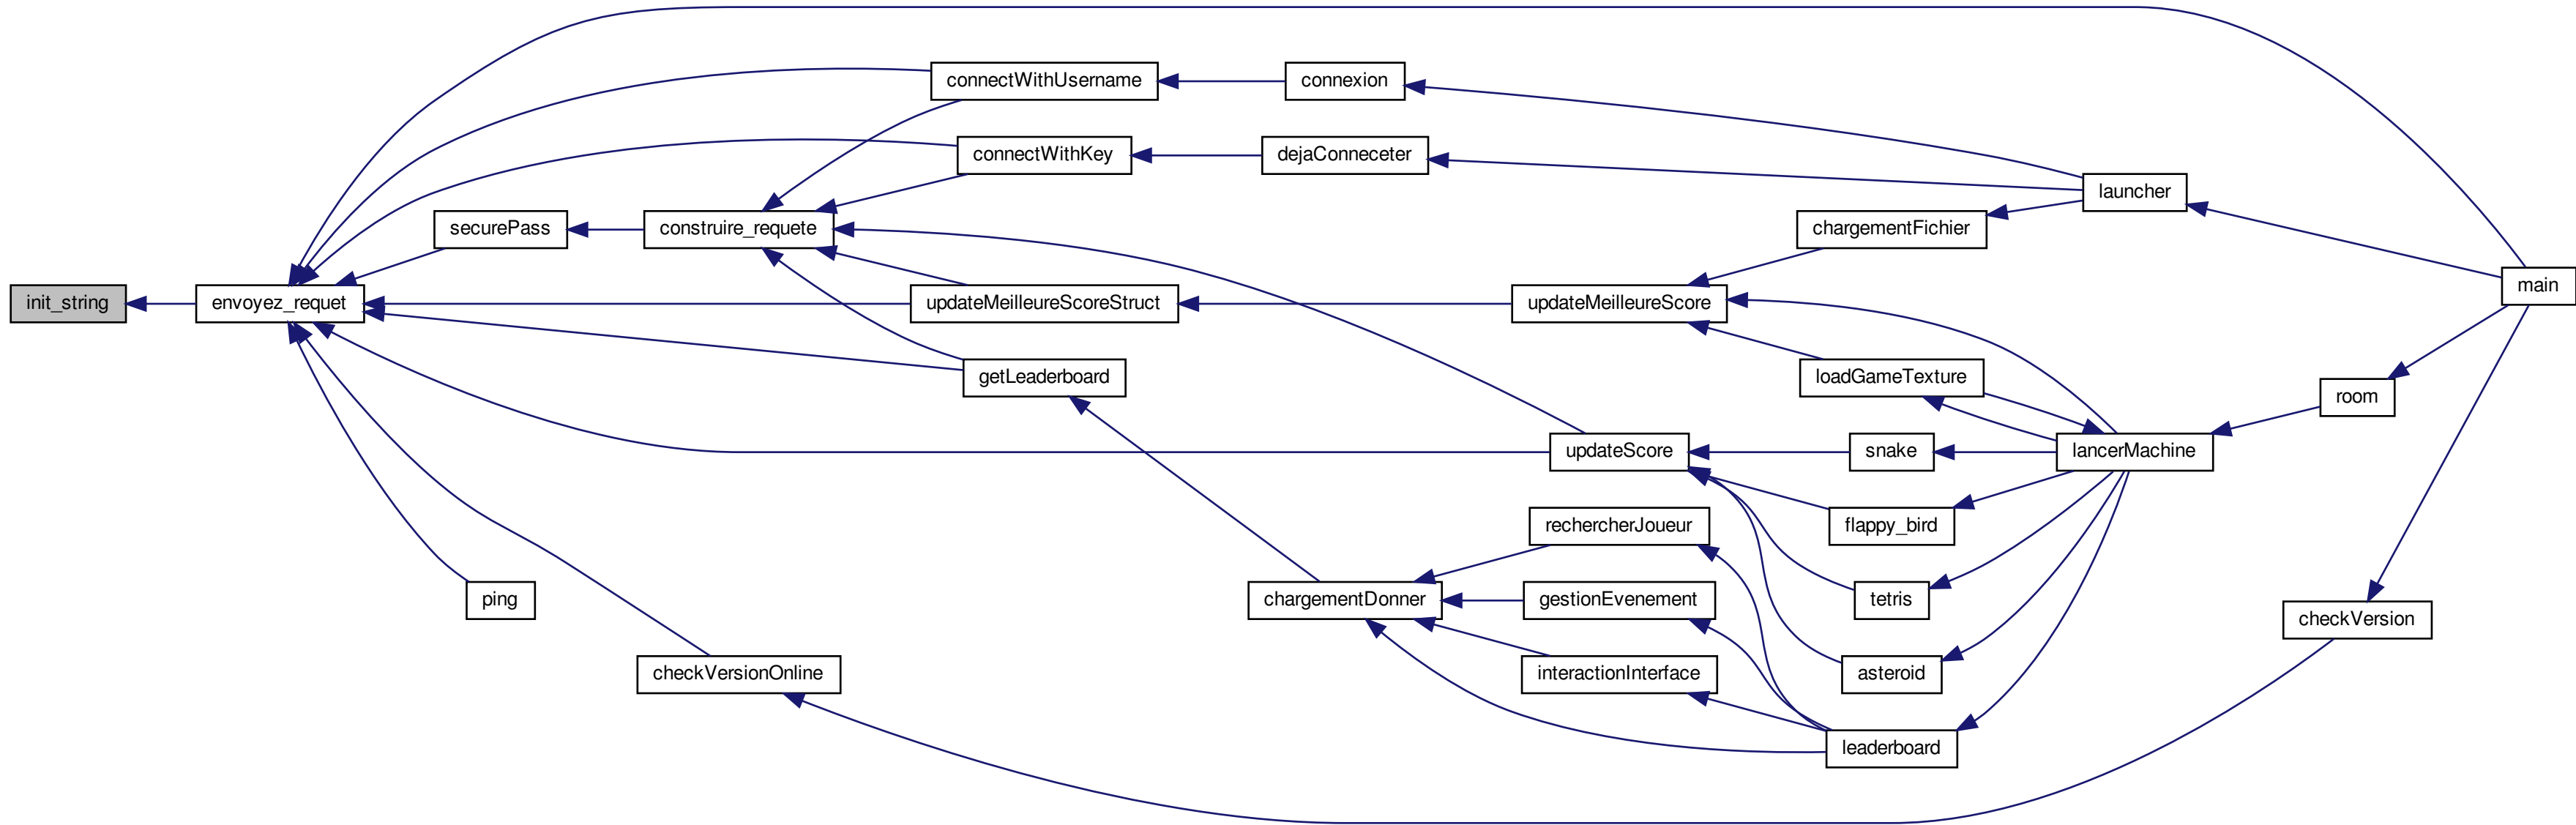 connectWithUsername
connexion
connectWithKey
dejaConneceter
launcher
securePass
construire_requete
chargementFichier
main
init_string
envoyez_requet
updateMeilleureScoreStruct
updateMeilleureScore
getLeaderboard
loadGameTexture
room
updateScore
snake
lancerMachine
rechercherJoueur
flappy_bird
ping
chargementDonner
gestionEvenement
tetris
checkVersion
checkVersionOnline
interactionInterface
asteroid
leaderboard